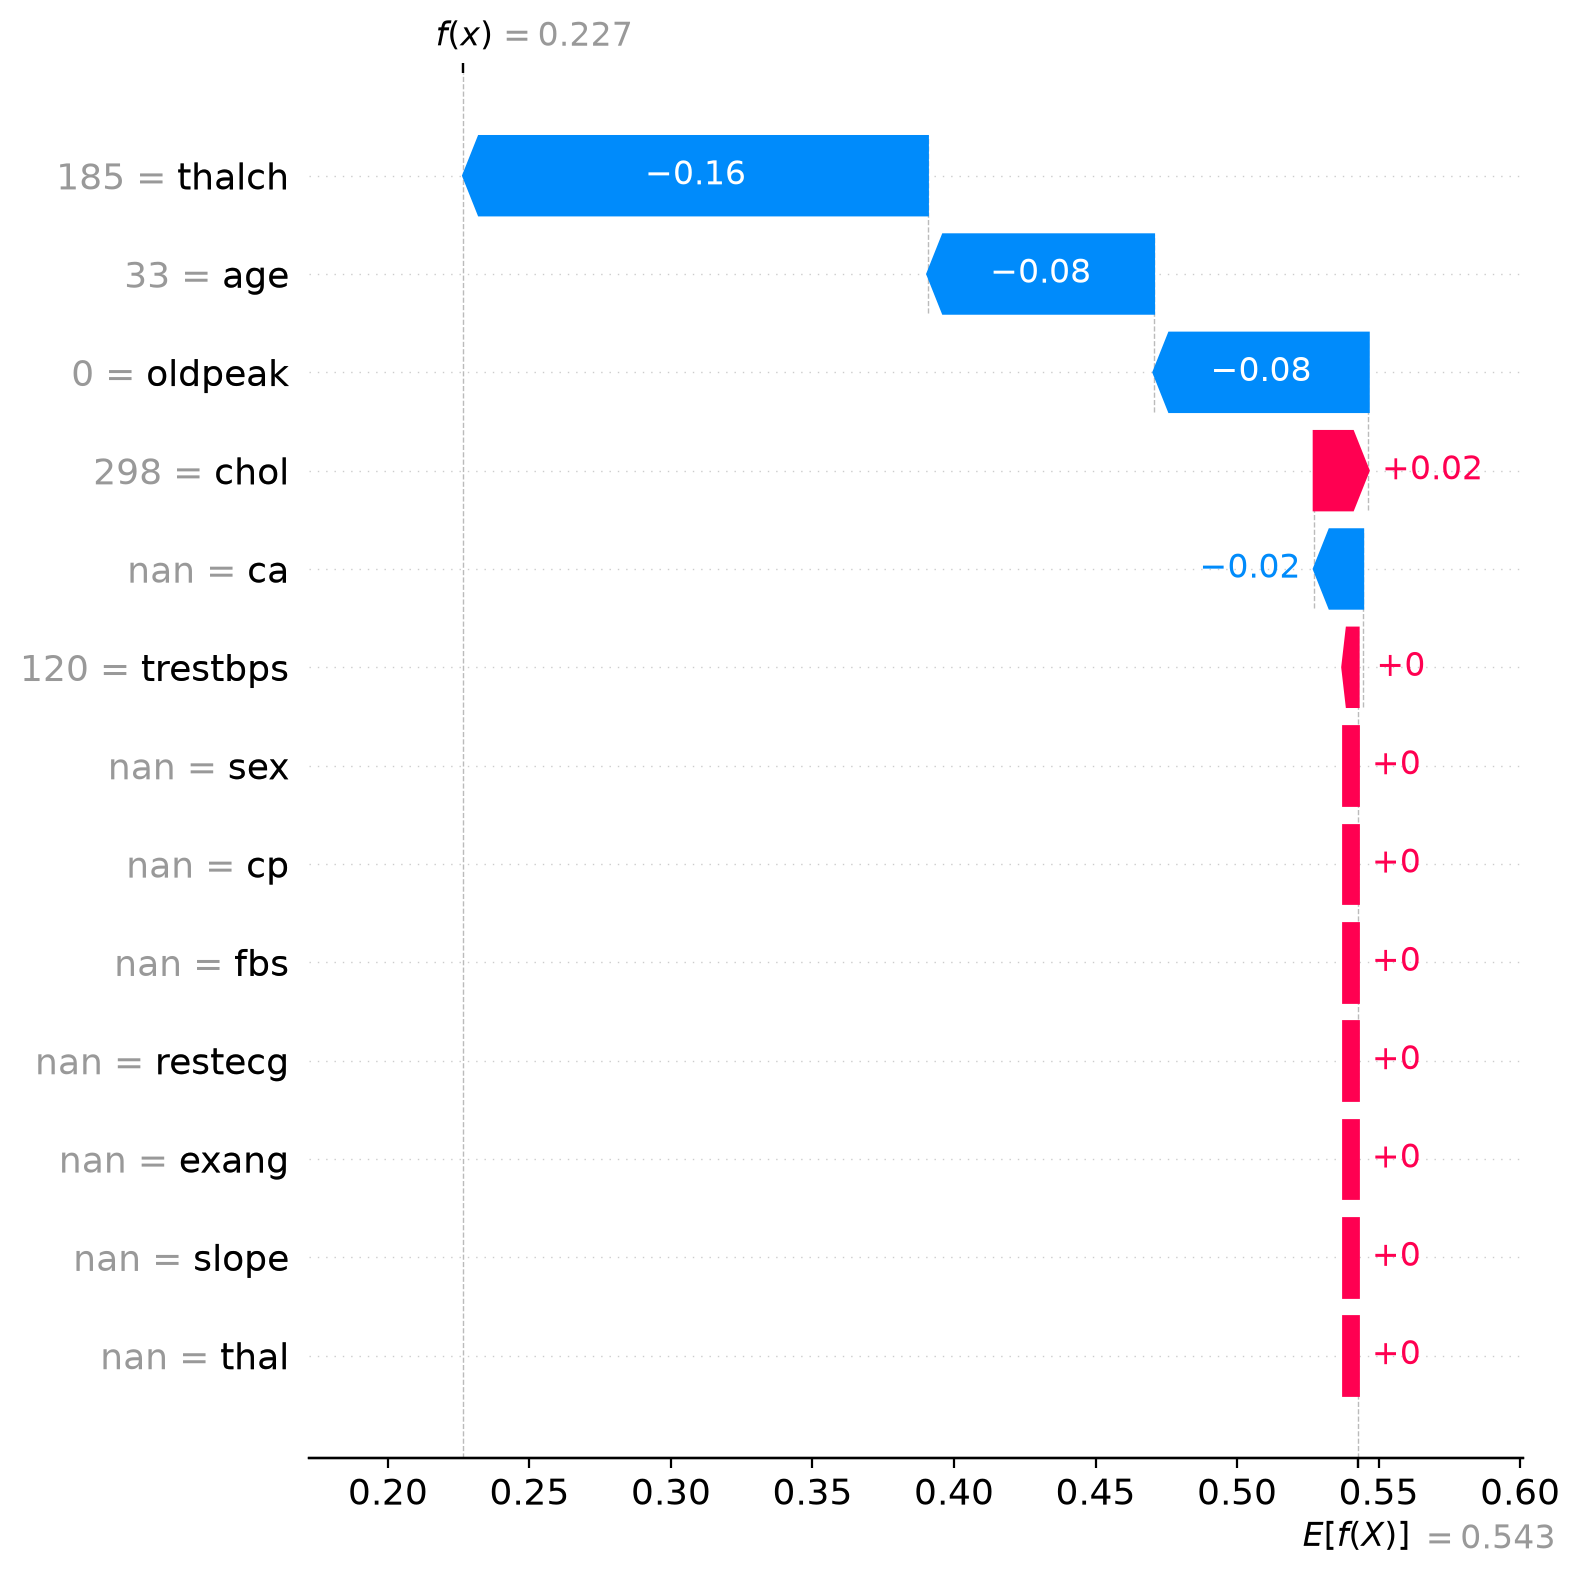 f(x) = 0.227
185 = thalch −0.16
33 = age −0.08
0 = oldpeak −0.08
298 = chol +0.02
nan = ca −0.02
120 = trestbps +0
nan = sex +0
nan = cp +0
nan = fbs +0
nan = restecg +0
nan = exang +0
nan = slope +0
nan = thal +0
0.20 0.25 0.30 0.35 0.40 0.45 0.50 0.55 0.60
E[f(X)] = 0.543